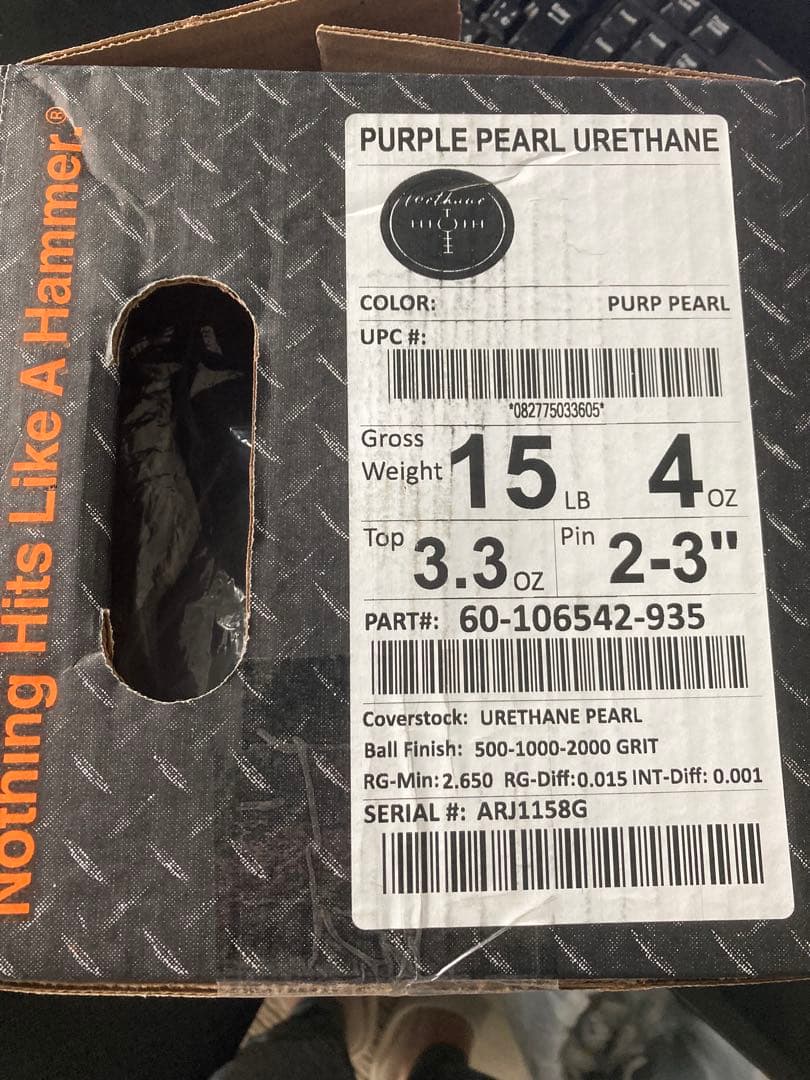 Nothing Hits Like A Hammer.®
PURPLE PEARL URETHANE
urethane
COLOR: PURP PEARL
UPC #:
*082775033605*
Gross Weight 15 LB 4 OZ
Top 3.3 OZ Pin 2-3"
PART#: 60-106542-935
Coverstock: URETHANE PEARL
Ball Finish: 500-1000-2000 GRIT
RG-Min: 2.650 RG-Diff:0.015 INT-Diff: 0.001
SERIAL #: ARJ1158G